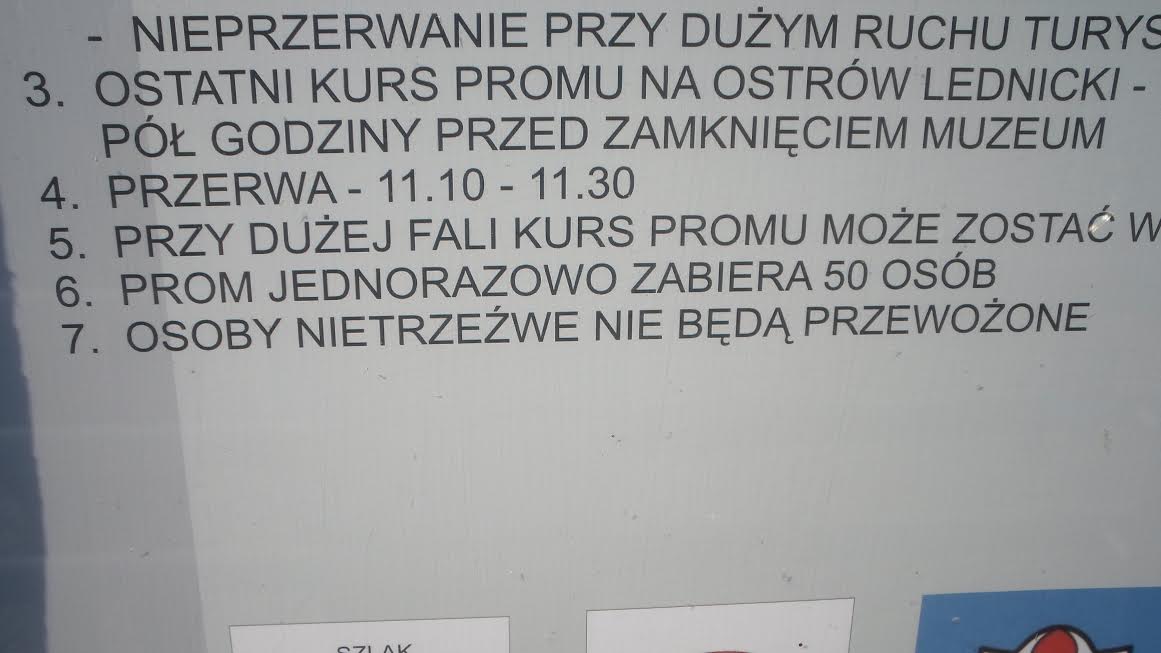 - NIEPRZERWANIE PRZY DUŻYM RUCHU TURYS
3. OSTATNI KURS PROMU NA OSTRÓW LEDNICKI -
PÓŁ GODZINY PRZED ZAMKNIĘCIEM MUZEUM
4. PRZERWA - 11.10 - 11.30
5. PRZY DUŻEJ FALI KURS PROMU MOŻE ZOSTAĆ W
6. PROM JEDNORAZOWO ZABIERA 50 OSÓB
7. OSOBY NIETRZEŹWE NIE BĘDĄ PRZEWOŻONE
SZLAK